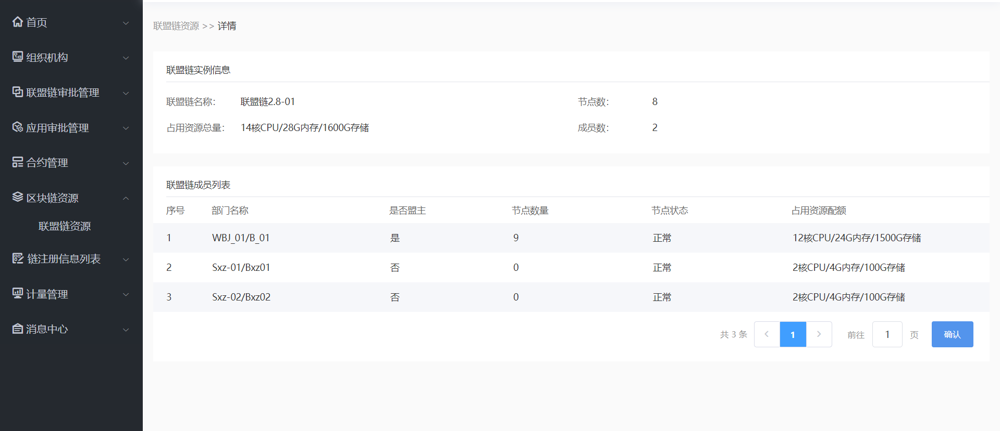 首页
组织机构
联盟链审批管理
应用审批管理
合约管理
区块链资源
联盟链资源
链注册信息列表
计量管理
消息中心
联盟链资源 >> 详情
联盟链实例信息
联盟链名称： 联盟链2.8-01 节点数： 8
占用资源总量： 14核CPU/28G内存/1600G存储 成员数： 2
联盟链成员列表
序号 部门名称 是否盟主 节点数量 节点状态 占用资源配额
1 WBJ_01/B_01 是 9 正常 12核CPU/24G内存/1500G存储
2 Sxz-01/Bxz01 否 0 正常 2核CPU/4G内存/100G存储
3 Sxz-02/Bxz02 否 0 正常 2核CPU/4G内存/100G存储
共 3 条 1 前往 1 页 确认